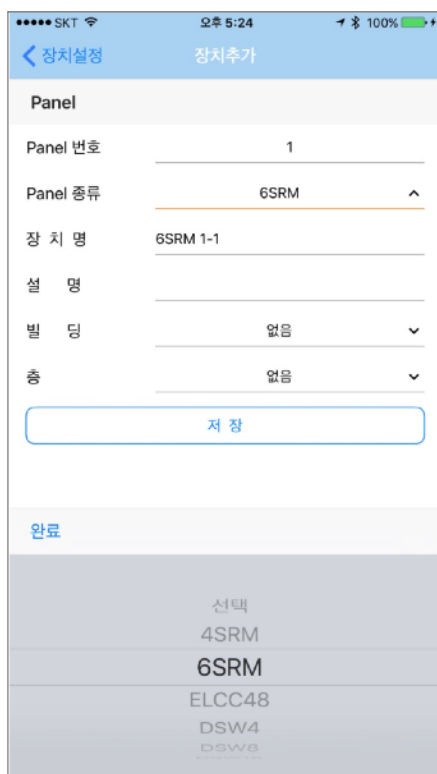 SKT 오후 5:24 100%
장치설정 장치추가
Panel
Panel 번호 1
Panel 종류 6SRM
장 치 명 6SRM 1-1
설 명
빌 딩 없음
층 없음
저 장
완료
선택
4SRM
6SRM
ELCC48
DSW4
DSW8